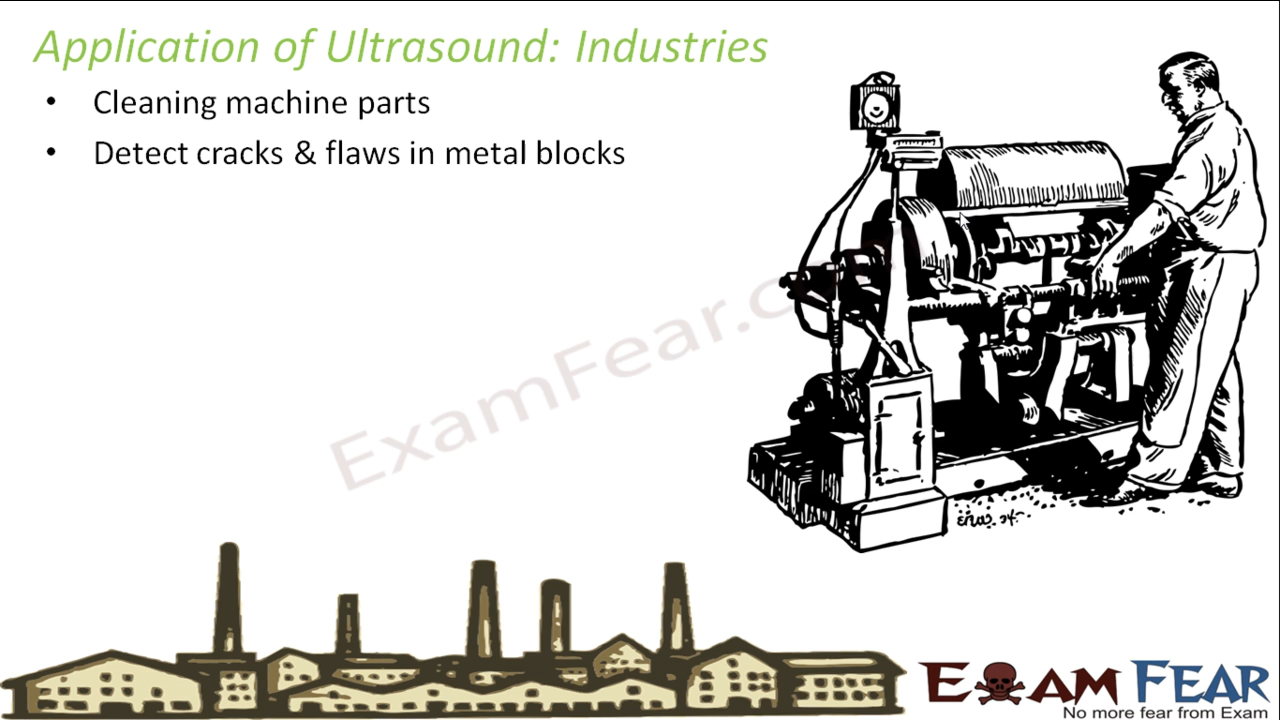 Application of Ultrasound: Industries
• Cleaning machine parts
• Detect cracks & flaws in metal blocks
ExamFear.c
EXAM FEAR
No more fear from Exam